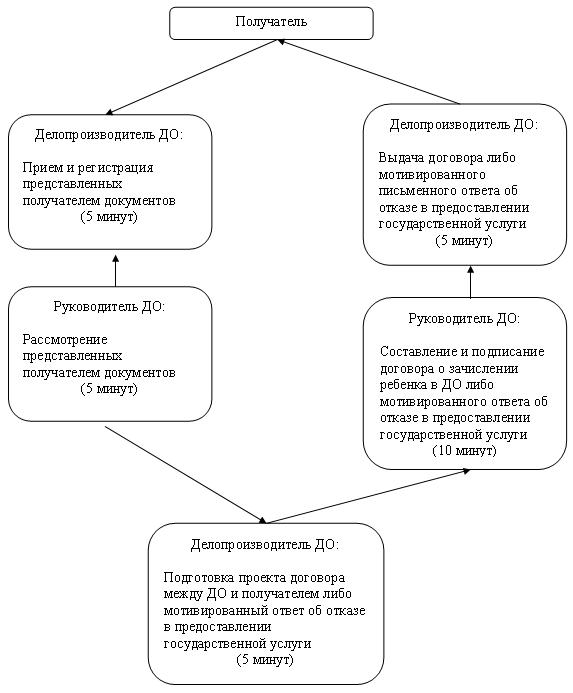 Получатель
Делопроизводитель ДО:
Прием и регистрация
представленных
получателем документов
(5 минут)
Руководитель ДО:
Рассмотрение
представленных
получателем документов
(5 минут)
Делопроизводитель ДО:
Подготовка проекта договора
между ДО и получателем либо
мотивированный ответ об отказе
в предоставлении
государственной услуги
(5 минут)
Руководитель ДО:
Составление и подписание
договора о зачислении
ребенка в ДО либо
мотивированного ответа об
отказе в предоставлении
государственной услуги
(10 минут)
Делопроизводитель ДО:
Выдача договора либо
мотивированного
письменного ответа об
отказе в предоставлении
государственной услуги
(5 минут)